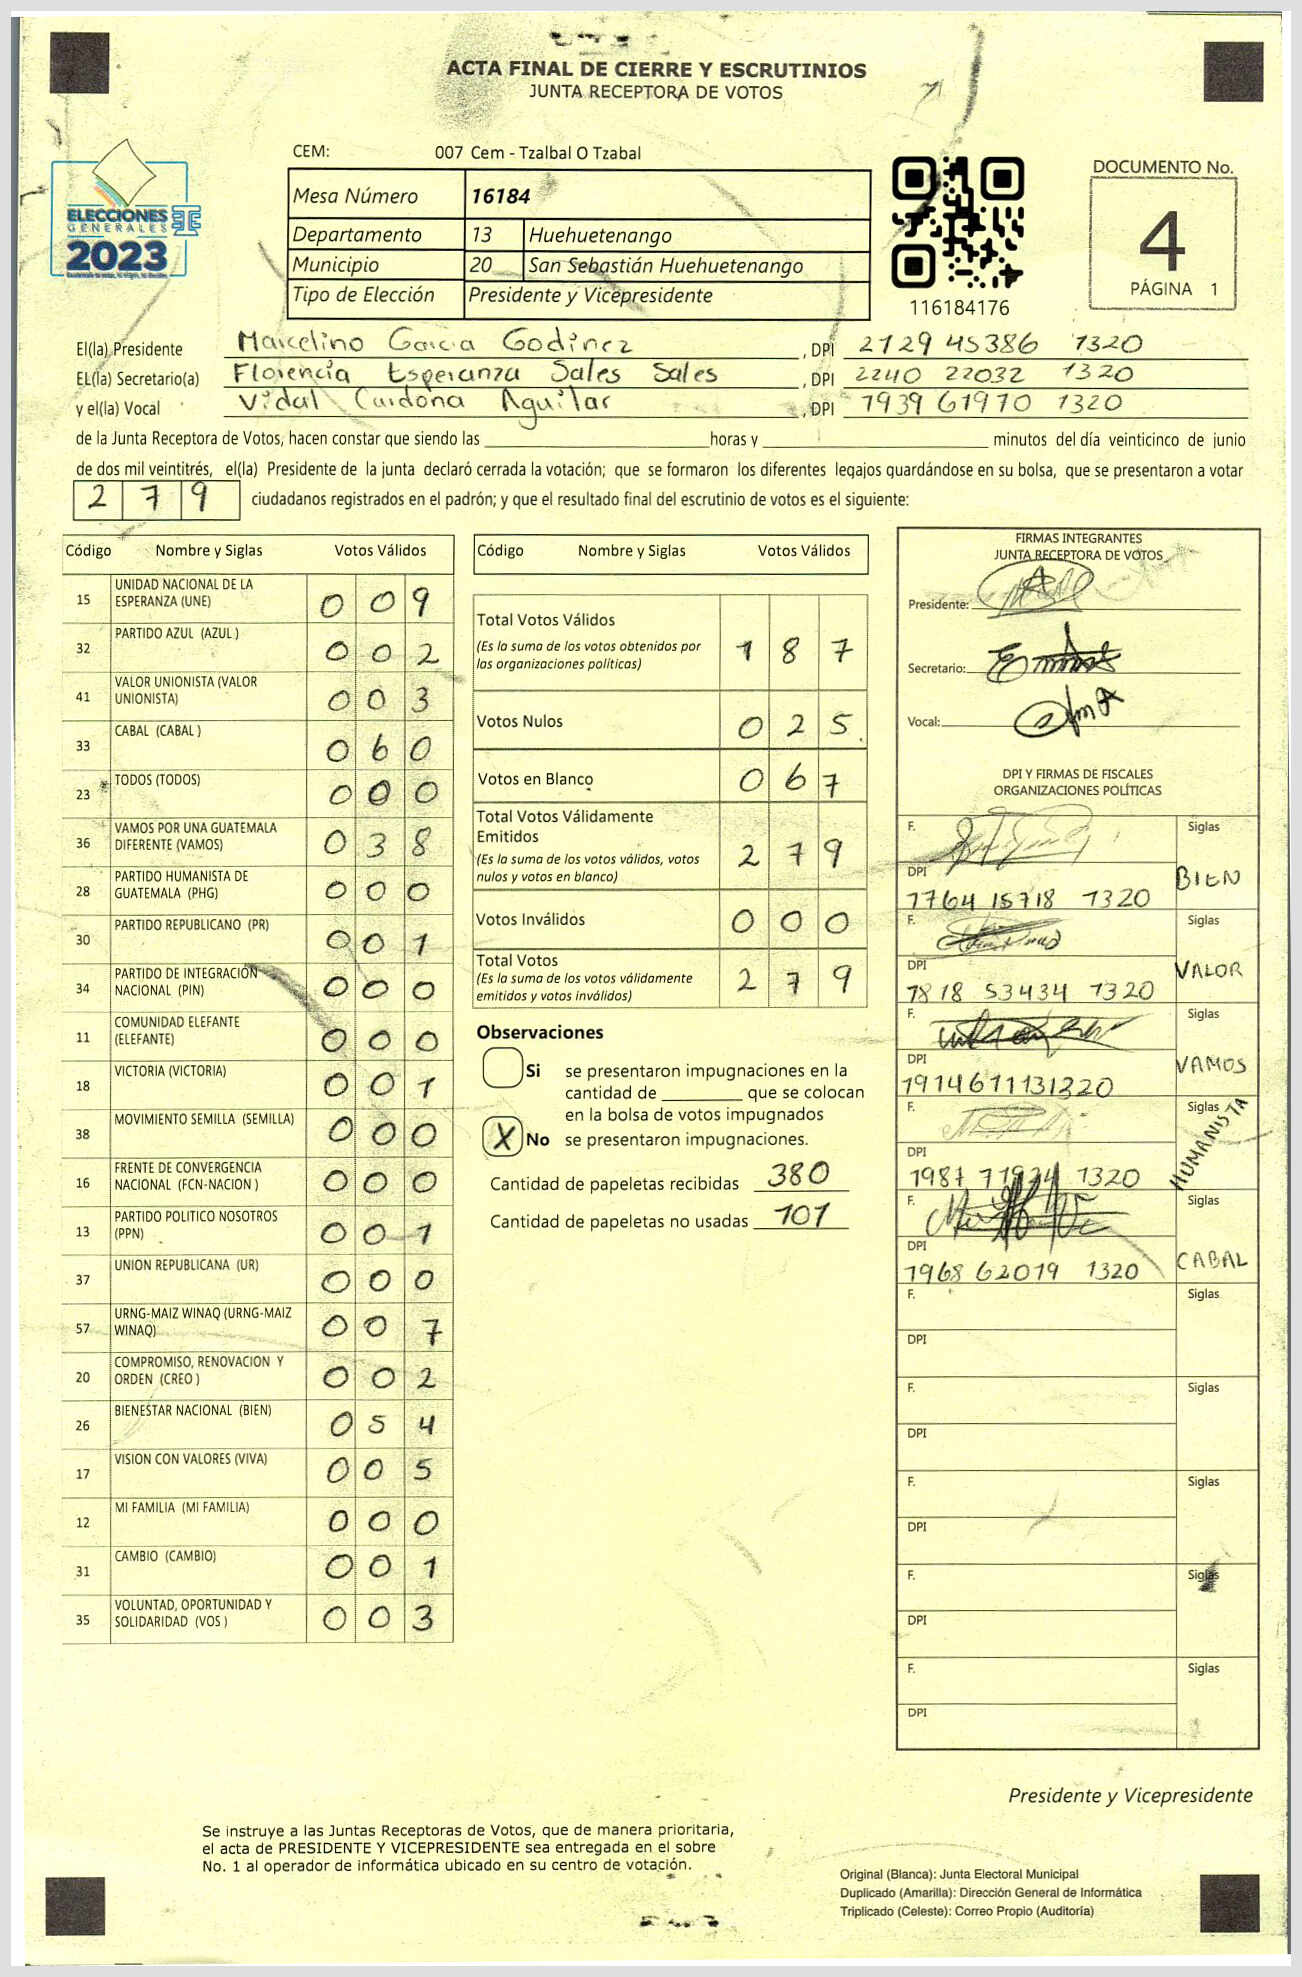 ACTA FINAL DE CIERRE Y ESCRUTINIOS
JUNTA RECEPTORA DE VOTOS
CEM: 007 Cem - Tzalbal O Tzabal
ELECCIONES
GENERALES
2023
Mesa Número 16184
Departamento 13 Huehuetenango
Municipio 20 San Sebastián Huehuetenango
Tipo de Elección Presidente y Vicepresidente
116184176
DOCUMENTO No.
4
PÁGINA 1
El(la) Presidente Marcelino Garcia Godinez, DPI 2129 45386 1320
EL(la) Secretario(a) Florencia Esperanza Sales Sales, DPI 2240 22032 1320
y el(la) Vocal Vidal Cardona Aguilar, DPI 1939 61970 1320
de la Junta Receptora de Votos, hacen constar que siendo las horas y minutos del día veinticinco de junio
de dos mil veintitrés, el(la) Presidente de la junta declaró cerrada la votación; que se formaron los diferentes legajos guardándose en su bolsa, que se presentaron a votar
279 ciudadanos registrados en el padrón; y que el resultado final del escrutinio de votos es el siguiente:
Código Nombre y Siglas Votos Válidos
15 UNIDAD NACIONAL DE LA ESPERANZA (UNE) 0 0 9
32 PARTIDO AZUL (AZUL ) 0 0 2
41 VALOR UNIONISTA (VALOR UNIONISTA) 0 0 3
33 CABAL (CABAL ) 0 6 0
23 TODOS (TODOS) 0 0 0
36 VAMOS POR UNA GUATEMALA DIFERENTE (VAMOS) 0 3 8
28 PARTIDO HUMANISTA DE GUATEMALA (PHG) 0 0 0
30 PARTIDO REPUBLICANO (PR) 0 0 1
34 PARTIDO DE INTEGRACIÓN NACIONAL (PIN) 0 0 0
11 COMUNIDAD ELEFANTE (ELEFANTE) 0 0 0
18 VICTORIA (VICTORIA) 0 0 1
38 MOVIMIENTO SEMILLA (SEMILLA) 0 0 0
16 FRENTE DE CONVERGENCIA NACIONAL (FCN-NACION ) 0 0 0
13 PARTIDO POLITICO NOSOTROS (PPN) 0 0 1
37 UNION REPUBLICANA (UR) 0 0 0
57 URNG-MAIZ WINAQ (URNG-MAIZ WINAQ) 0 0 7
20 COMPROMISO, RENOVACION Y ORDEN (CREO ) 0 0 2
26 BIENESTAR NACIONAL (BIEN) 0 5 4
17 VISION CON VALORES (VIVA) 0 0 5
12 MI FAMILIA (MI FAMILIA) 0 0 0
31 CAMBIO (CAMBIO) 0 0 1
35 VOLUNTAD, OPORTUNIDAD Y SOLIDARIDAD (VOS ) 0 0 3
Código Nombre y Siglas Votos Válidos
Total Votos Válidos 1 8 7
(Es la suma de los votos obtenidos por
las organizaciones políticas)
Votos Nulos 0 2 5
Votos en Blanco 0 6 7
Total Votos Válidamente
Emitidos 2 7 9
(Es la suma de los votos válidos, votos
nulos y votos en blanco)
Votos Inválidos 0 0 0
Total Votos 2 7 9
(Es la suma de los votos válidamente
emitidos y votos inválidos)
Observaciones
Si se presentaron impugnaciones en la
cantidad de que se colocan
en la bolsa de votos impugnados
X No se presentaron impugnaciones.
Cantidad de papeletas recibidas 380
Cantidad de papeletas no usadas 101
FIRMAS INTEGRANTES
JUNTA RECEPTORA DE VOTOS
Presidente:
Secretario:
Vocal:
DPI Y FIRMAS DE FISCALES
ORGANIZACIONES POLÍTICAS
F. Siglas
DPI BIEN
1764 15718 1320
F. Siglas
DPI VALOR
1818 53434 1320
F. Siglas
DPI VAMOS
1914611131320
F. Siglas
DPI HUMANISTA
1987 1320
F. Siglas
DPI CABAL
1968 62019 1320
F. Siglas
DPI
F. Siglas
DPI
F. Siglas
DPI
F. Siglas
DPI
F. Siglas
DPI
Presidente y Vicepresidente
Se instruye a las Juntas Receptoras de Votos, que de manera prioritaria,
el acta de PRESIDENTE Y VICEPRESIDENTE sea entregada en el sobre
No. 1 al operador de informática ubicado en su centro de votación.
Original (Blanca): Junta Electoral Municipal
Duplicado (Amarilla): Dirección General de Informática
Triplicado (Celeste): Correo Propio (Auditoría)